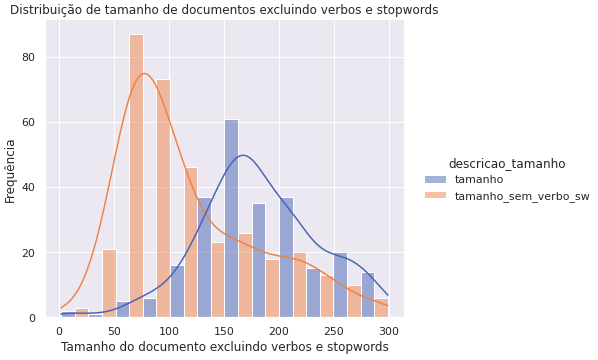 Distribuição de tamanho de documentos excluindo verbos e stopwords
Frequência
80
60
40
20
0
0 50 100 150 200 250 300
Tamanho do documento excluindo verbos e stopwords
descricao_tamanho
tamanho
tamanho_sem_verbo_sw